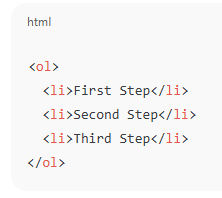 html
<ol>
  <li>First Step</li>
  <li>Second Step</li>
  <li>Third Step</li>
</ol>